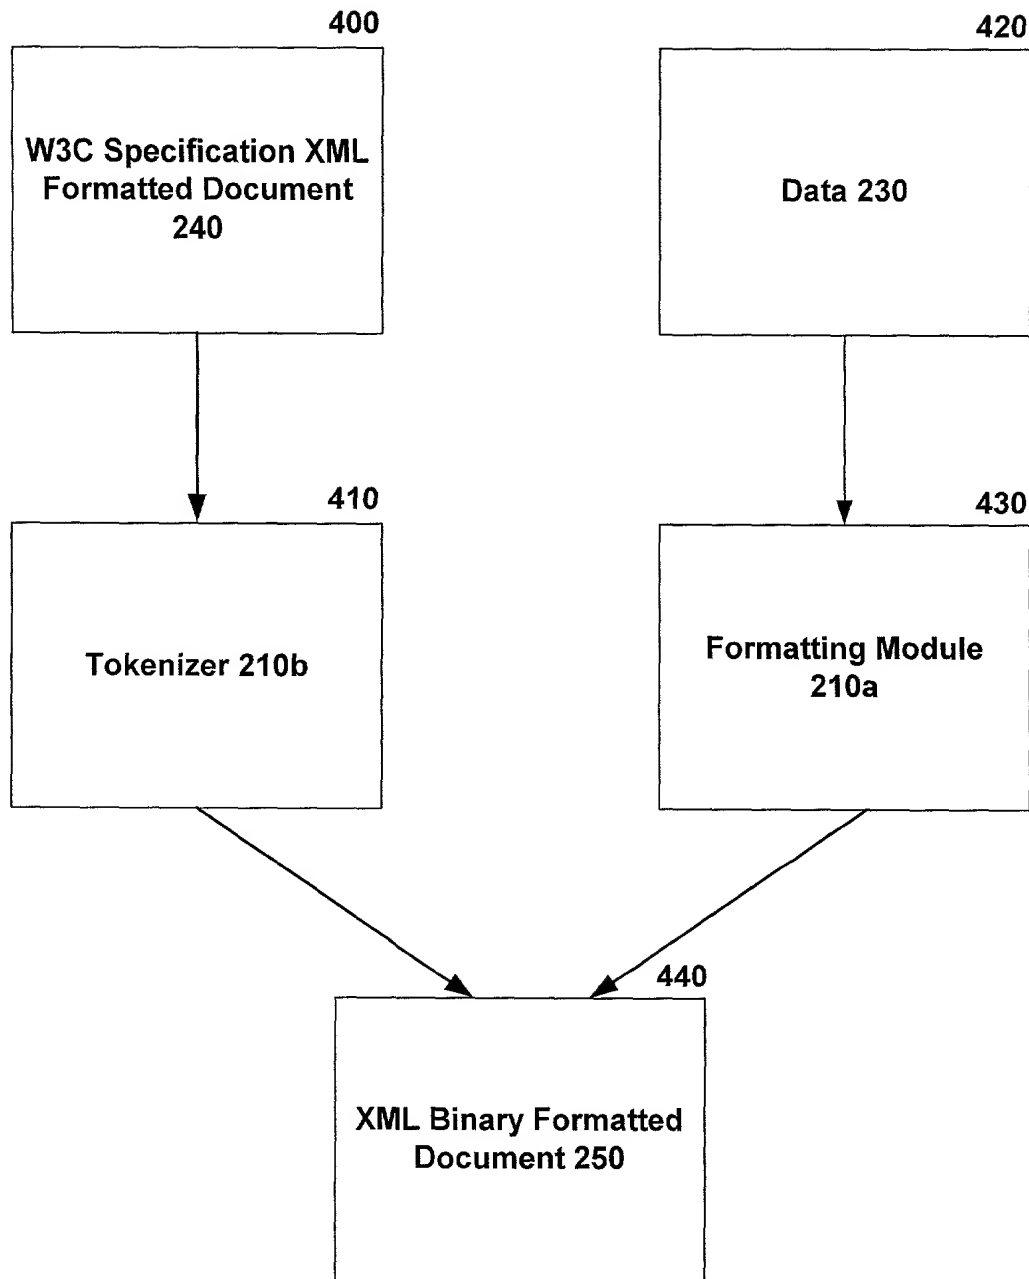 400
W3C Specification XML
Formatted Document
240
420
Data 230
410
Tokenizer 210b
430
Formatting Module
210a
440
XML Binary Formatted
Document 250